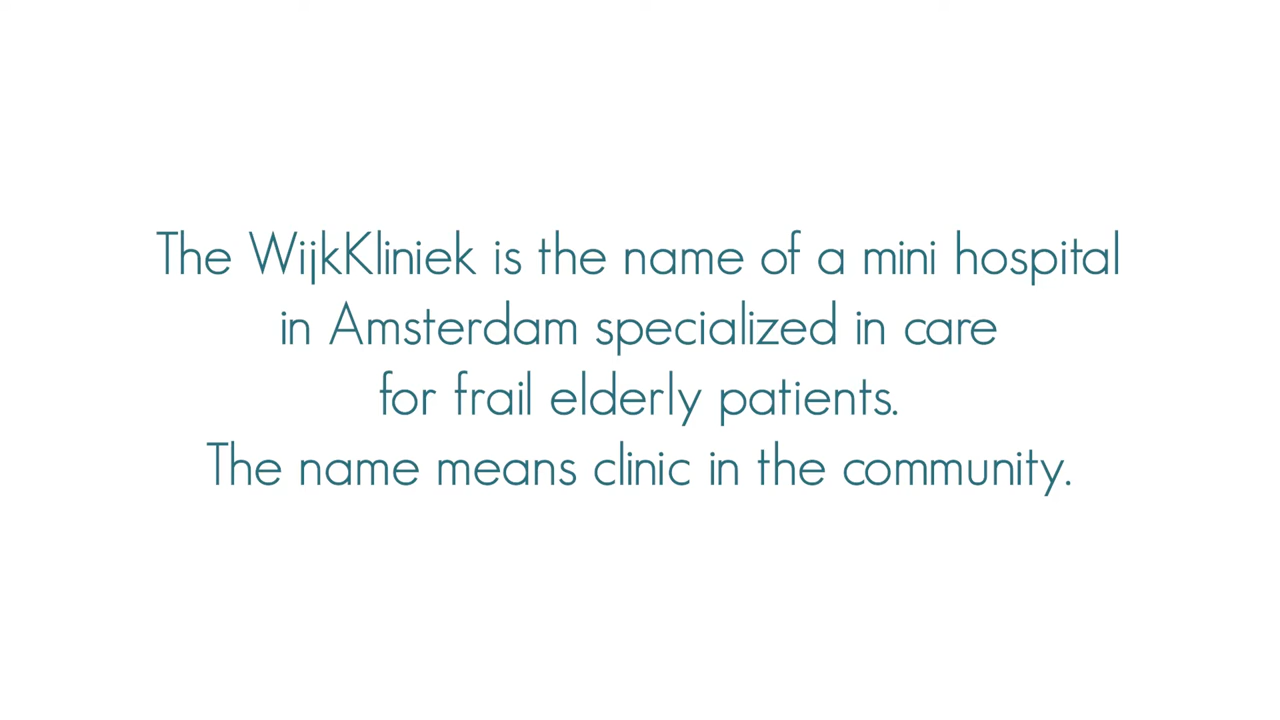 The WijkKliniek is the name of a mini hospital
in Amsterdam specialized in care
for frail elderly patients.
The name means clinic in the community.